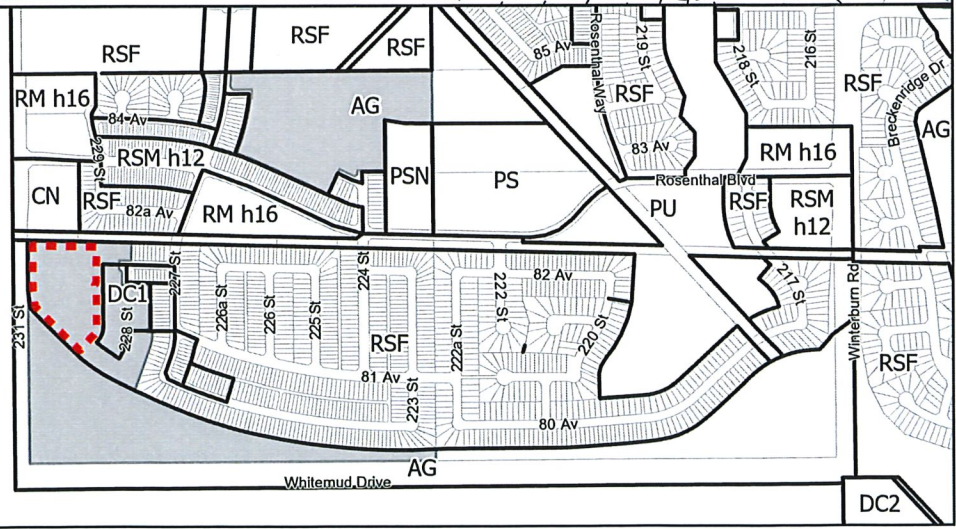 RSF
RSF
RSF
85 Av
Rosenthal Way
219 St
218 St
216 St
RSF
RSF
Breckenridge Dr
RM h16
AG
AG
84 Av
229 St
RSM h12
83 Av
RM h16
CN
RSF
82a Av
RM h16
PSN
PS
Rosenthal Blvd
PU
RSF
RSM
h12
231 St
DC1
228 St
227 St
226a St
226 St
225 St
224 St
RSF
222a St
222 St
82 Av
220 St
217 St
Winterburn Rd
RSF
81 Av
223 St
80 Av
AG
Whitemud Drive
DC2